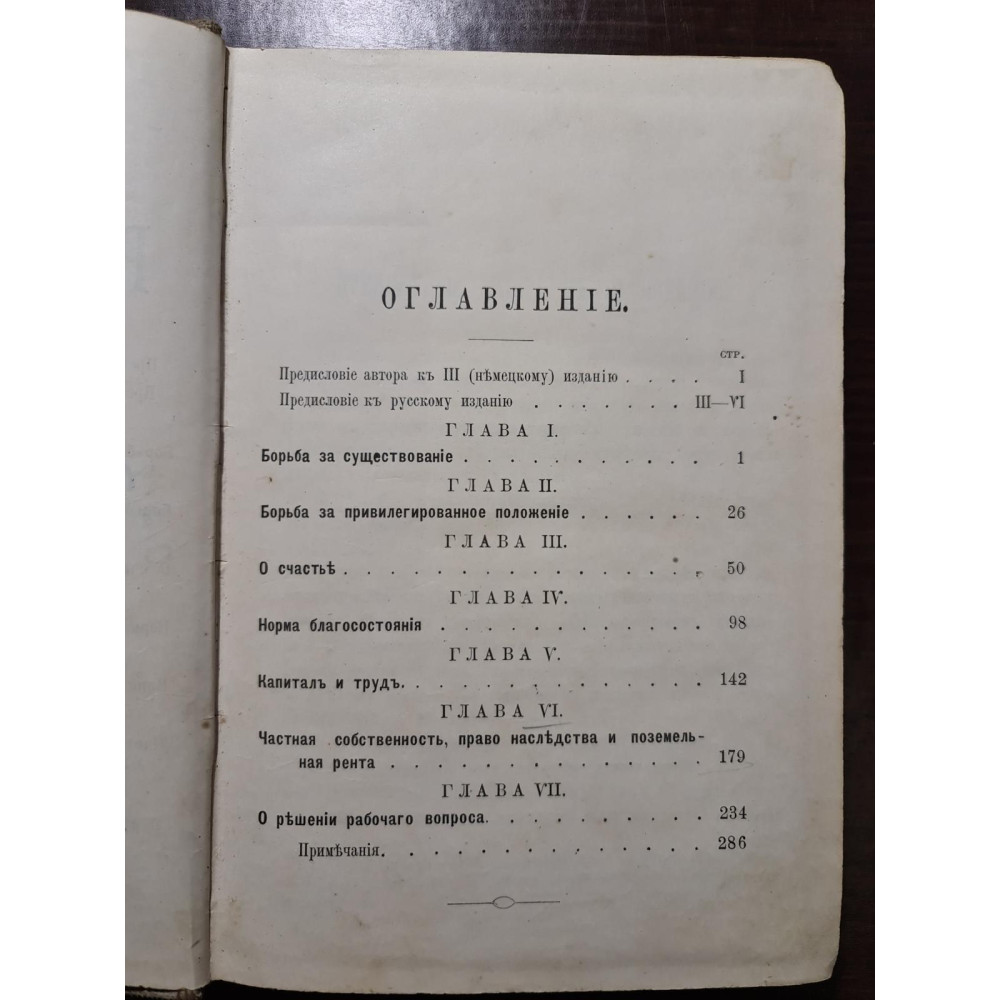 ОГЛАВЛЕНІЕ.
СТР.
Предисловіе автора къ III (нѣмецкому) изданію . . . . I
Предисловіе къ русскому изданію . . . . . . . III—VI
ГЛАВА I.
Борьба за существованіе . . . . . . . . . . . 1
ГЛАВА II.
Борьба за привилегированное положеніе . . . . . . 26
ГЛАВА III.
О счастьѣ . . . . . . . . . . . . . . . . 50
ГЛАВА IV.
Норма благосостоянія . . . . . . . . . . . . 98
ГЛАВА V.
Капиталъ и трудъ. . . . . . . . . . . . . . 142
ГЛАВА VI.
Частная собственность, право наслѣдства и поземель-
ная рента . . . . . . . . . . . . . . 179
ГЛАВА VII.
О рѣшеніи рабочаго вопроса. . . . . . . . . . 234
Примѣчанія. . . . . . . . . . . . . . 286